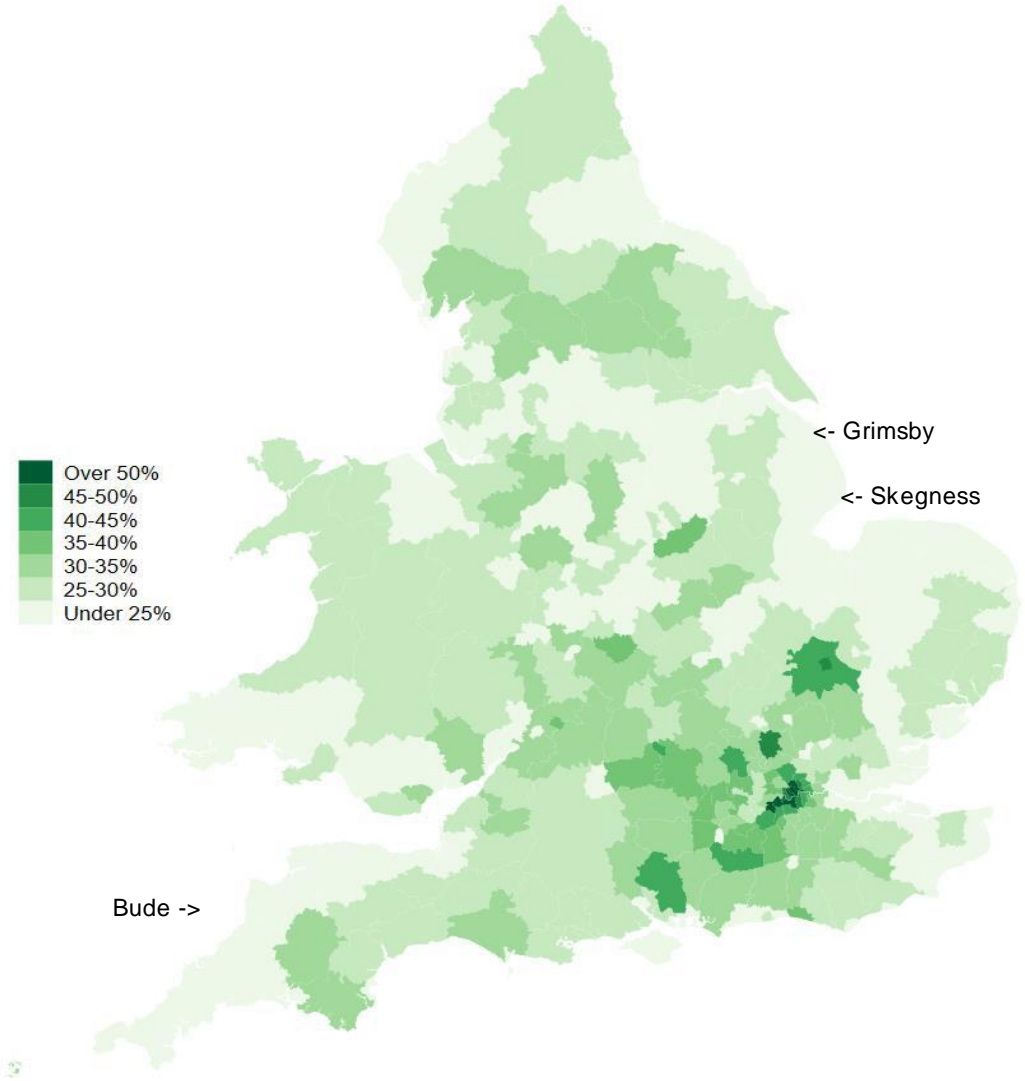 <- Grimsby
Over 50%
45-50%
40-45%
35-40%
30-35%
25-30%
Under 25%
<- Skegness
Bude ->